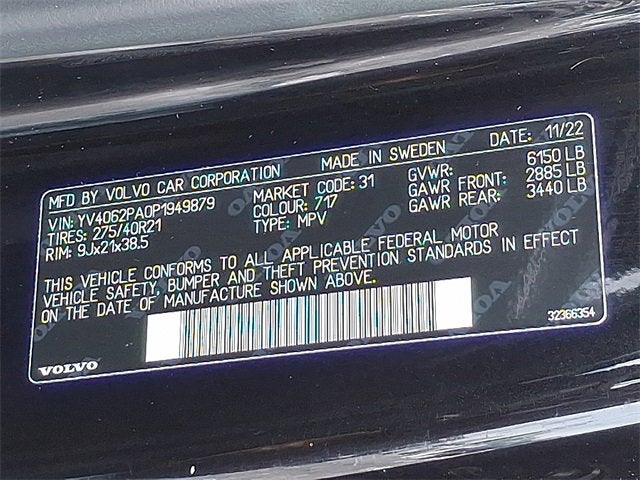 MFD BY VOLVO CAR CORPORATION MADE IN SWEDEN DATE: 11/22
VIN: YV4062PA0P1949879 MARKET CODE: 31 GVWR: 6150 LB
TIRES: 275/40R21 COLOUR: 717 GAWR FRONT: 2885 LB
RIM: 9Jx21x38.5 TYPE: MPV GAWR REAR: 3440 LB
THIS VEHICLE CONFORMS TO ALL APPLICABLE FEDERAL MOTOR
VEHICLE SAFETY, BUMPER AND THEFT PREVENTION STANDARDS IN EFFECT
ON THE DATE OF MANUFACTURE SHOWN ABOVE.
32366354
VOLVO